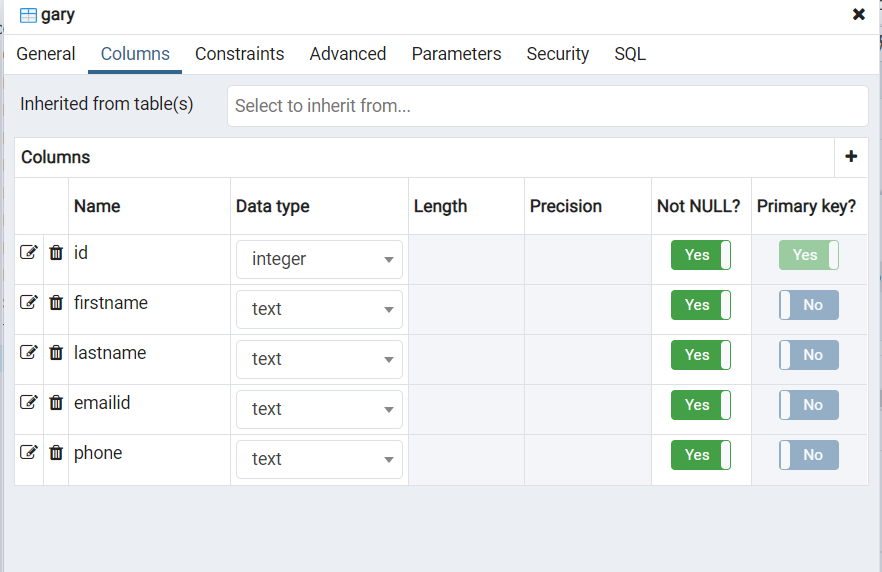 gary
General Columns Constraints Advanced Parameters Security SQL
Inherited from table(s) Select to inherit from...
Columns
Name Data type Length Precision Not NULL? Primary key?
id integer Yes Yes
firstname text Yes No
lastname text Yes No
emailid text Yes No
phone text Yes No